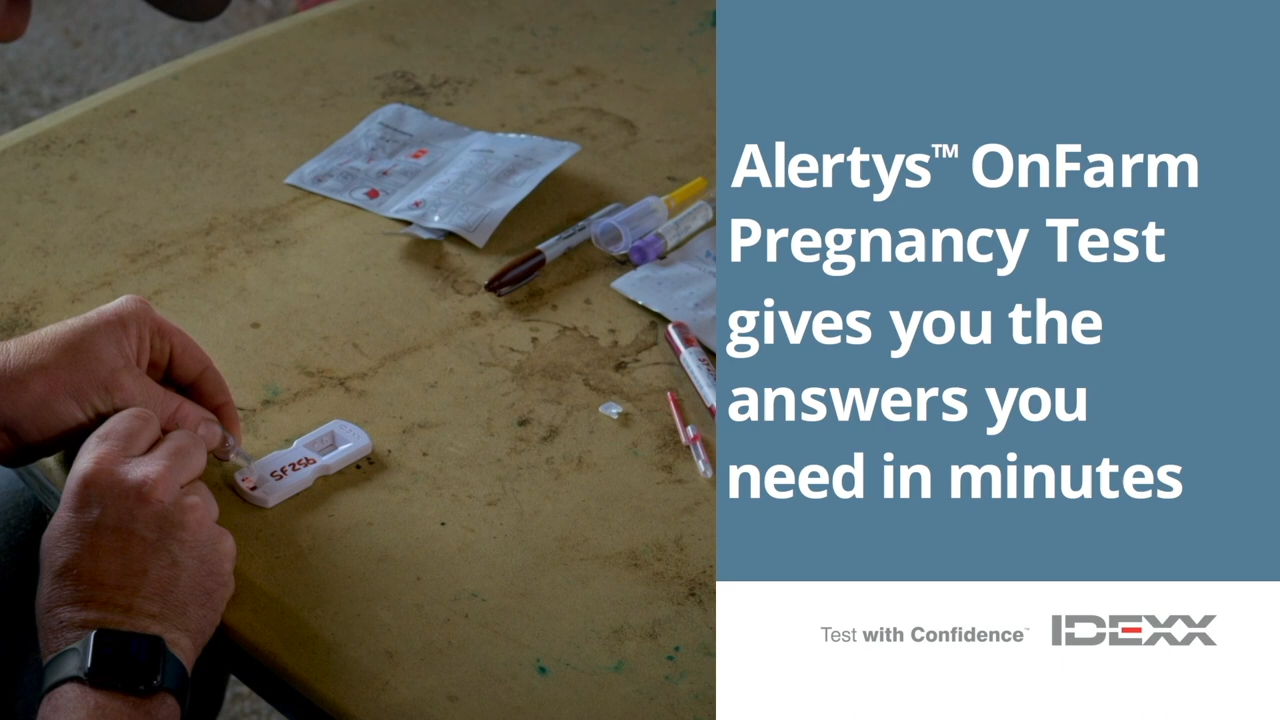 Alertys™ OnFarm
Pregnancy Test
gives you the
answers you
need in minutes
SF256
Test with Confidence™
IDEXX